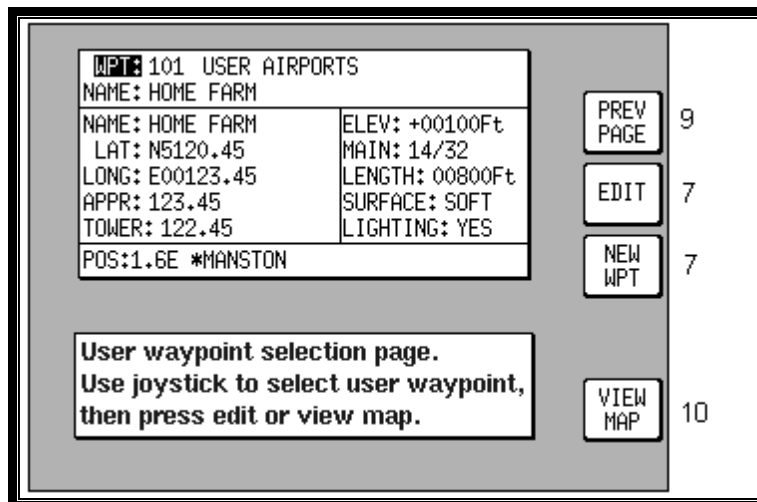 WPT: 101 USER AIRPORTS
NAME: HOME FARM
NAME: HOME FARM
LAT: N5120.45
LONG: E00123.45
APPR: 123.45
TOWER: 122.45
ELEV: +00100Ft
MAIN: 14/32
LENGTH: 00800Ft
SURFACE: SOFT
LIGHTING: YES
POS:1.6E *MANSTON
User waypoint selection page.
Use joystick to select user waypoint,
then press edit or view map.
PREV
PAGE
9
EDIT
7
NEW
WPT
7
VIEW
MAP
10